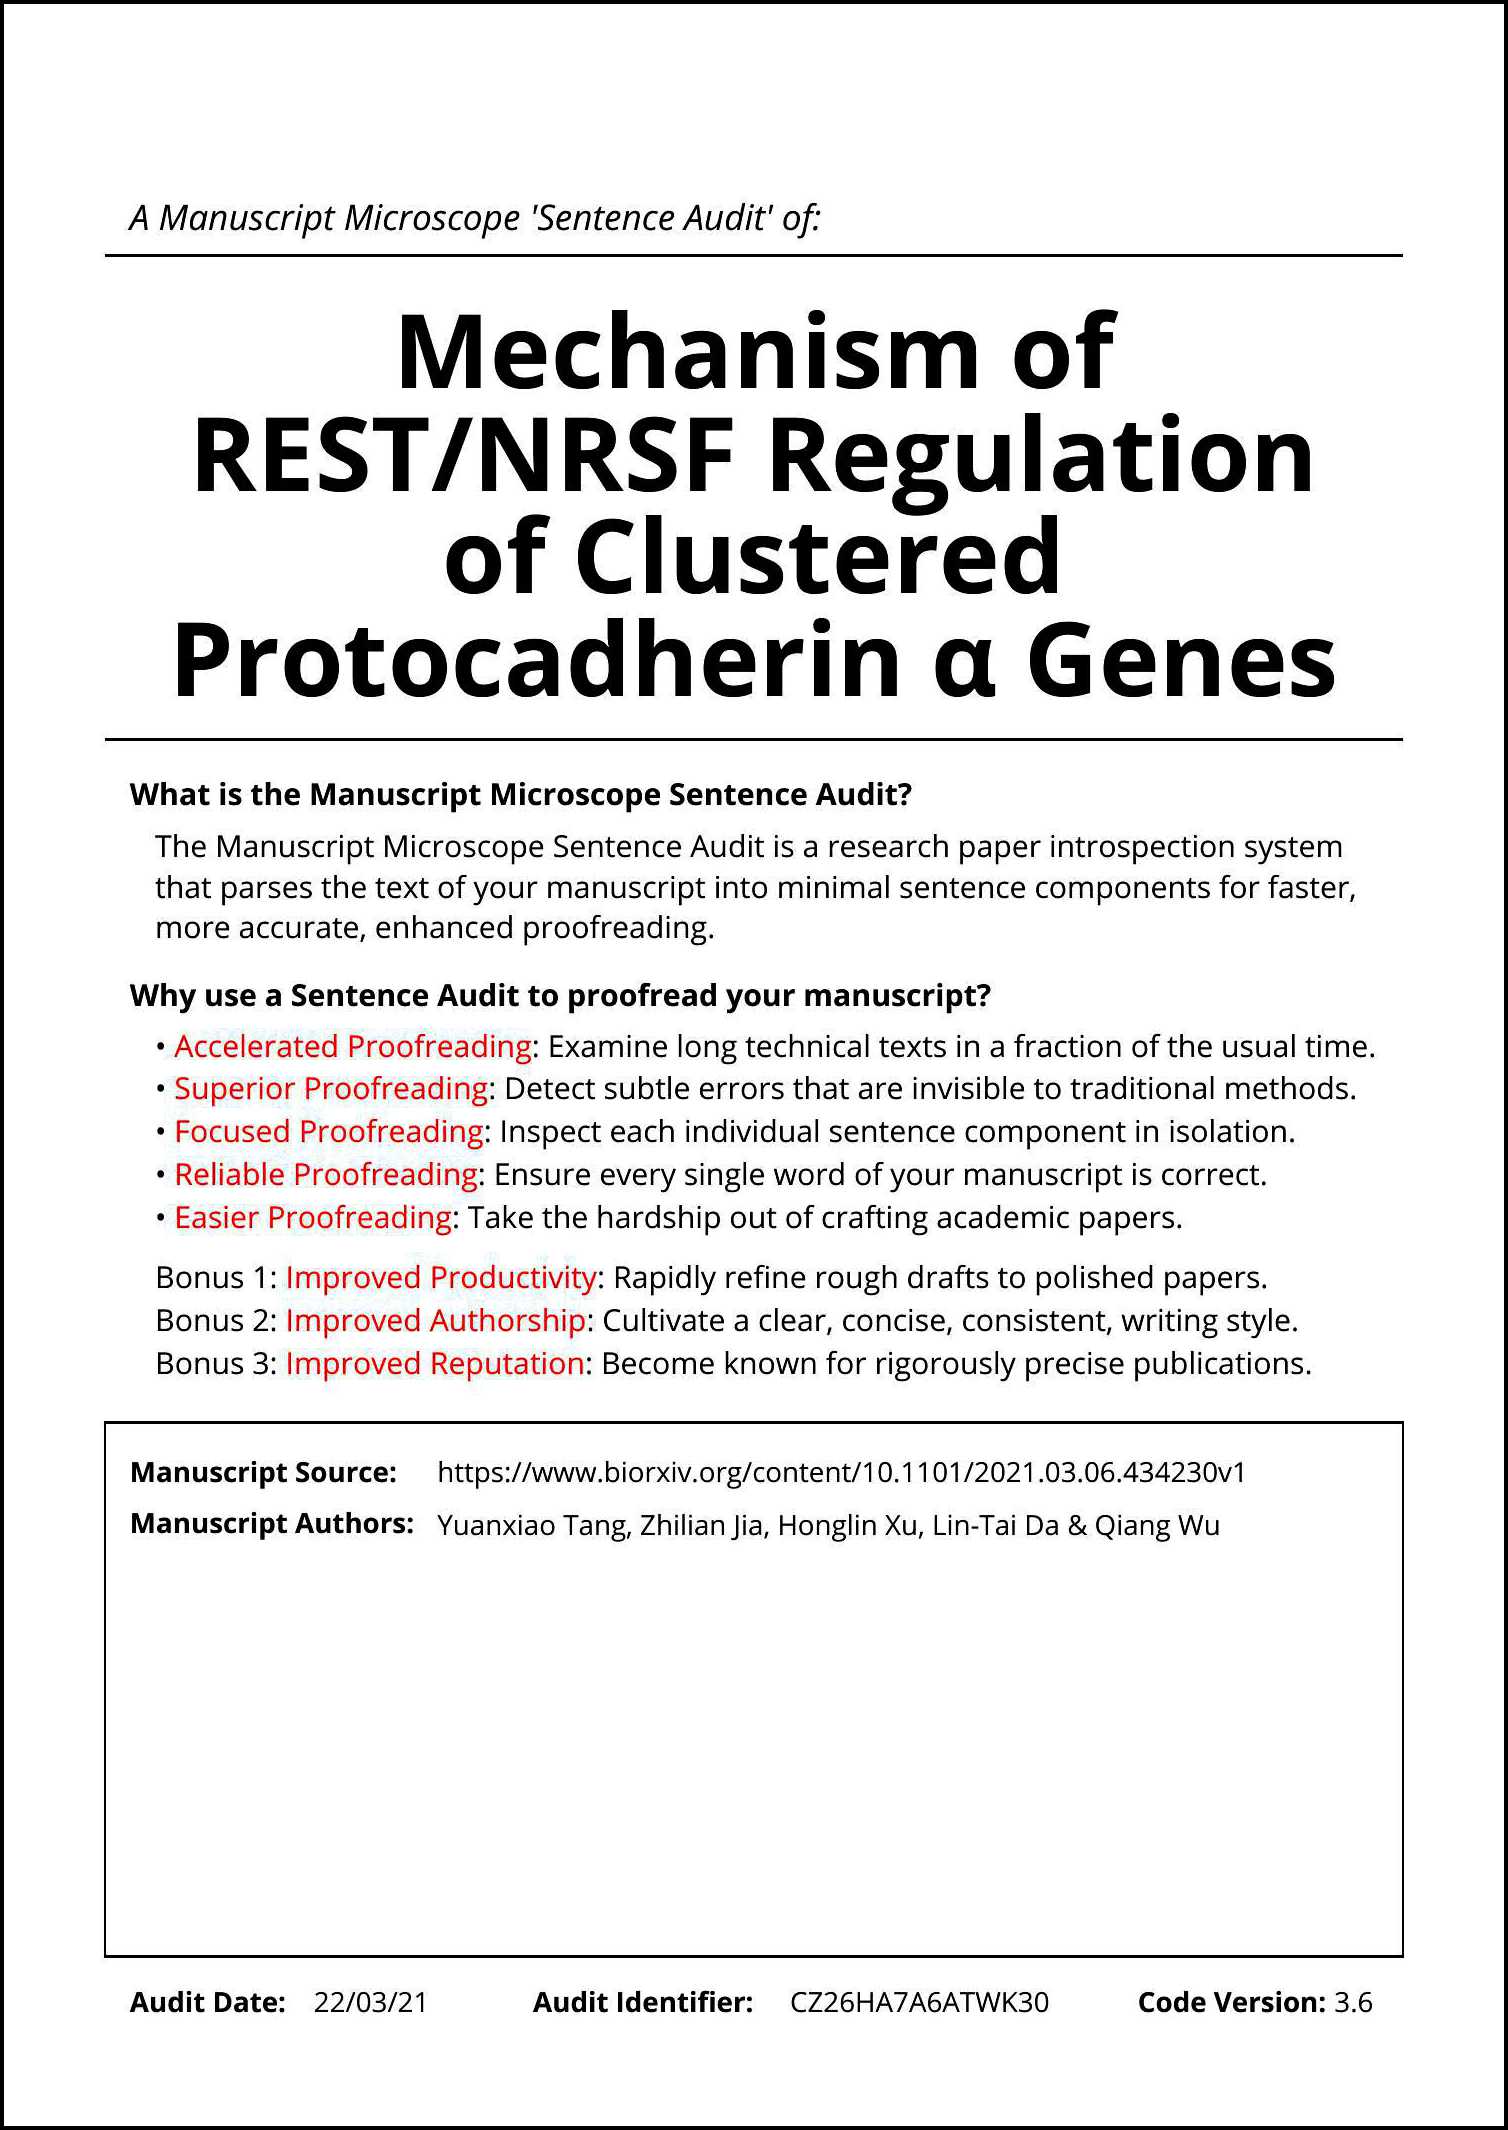 A Manuscript Microscope 'Sentence Audit' of:
Mechanism of
REST/NRSF Regulation
of Clustered
Protocadherin α Genes
What is the Manuscript Microscope Sentence Audit?
The Manuscript Microscope Sentence Audit is a research paper introspection system
that parses the text of your manuscript into minimal sentence components for faster,
more accurate, enhanced proofreading.
Why use a Sentence Audit to proofread your manuscript?
• Accelerated Proofreading: Examine long technical texts in a fraction of the usual time.
• Superior Proofreading: Detect subtle errors that are invisible to traditional methods.
• Focused Proofreading: Inspect each individual sentence component in isolation.
• Reliable Proofreading: Ensure every single word of your manuscript is correct.
• Easier Proofreading: Take the hardship out of crafting academic papers.
Bonus 1: Improved Productivity: Rapidly refine rough drafts to polished papers.
Bonus 2: Improved Authorship: Cultivate a clear, concise, consistent, writing style.
Bonus 3: Improved Reputation: Become known for rigorously precise publications.
Manuscript Source: https://www.biorxiv.org/content/10.1101/2021.03.06.434230v1
Manuscript Authors: Yuanxiao Tang, Zhilian Jia, Honglin Xu, Lin-Tai Da & Qiang Wu
Audit Date: 22/03/21 Audit Identifier: CZ26HA7A6ATWK30 Code Version: 3.6